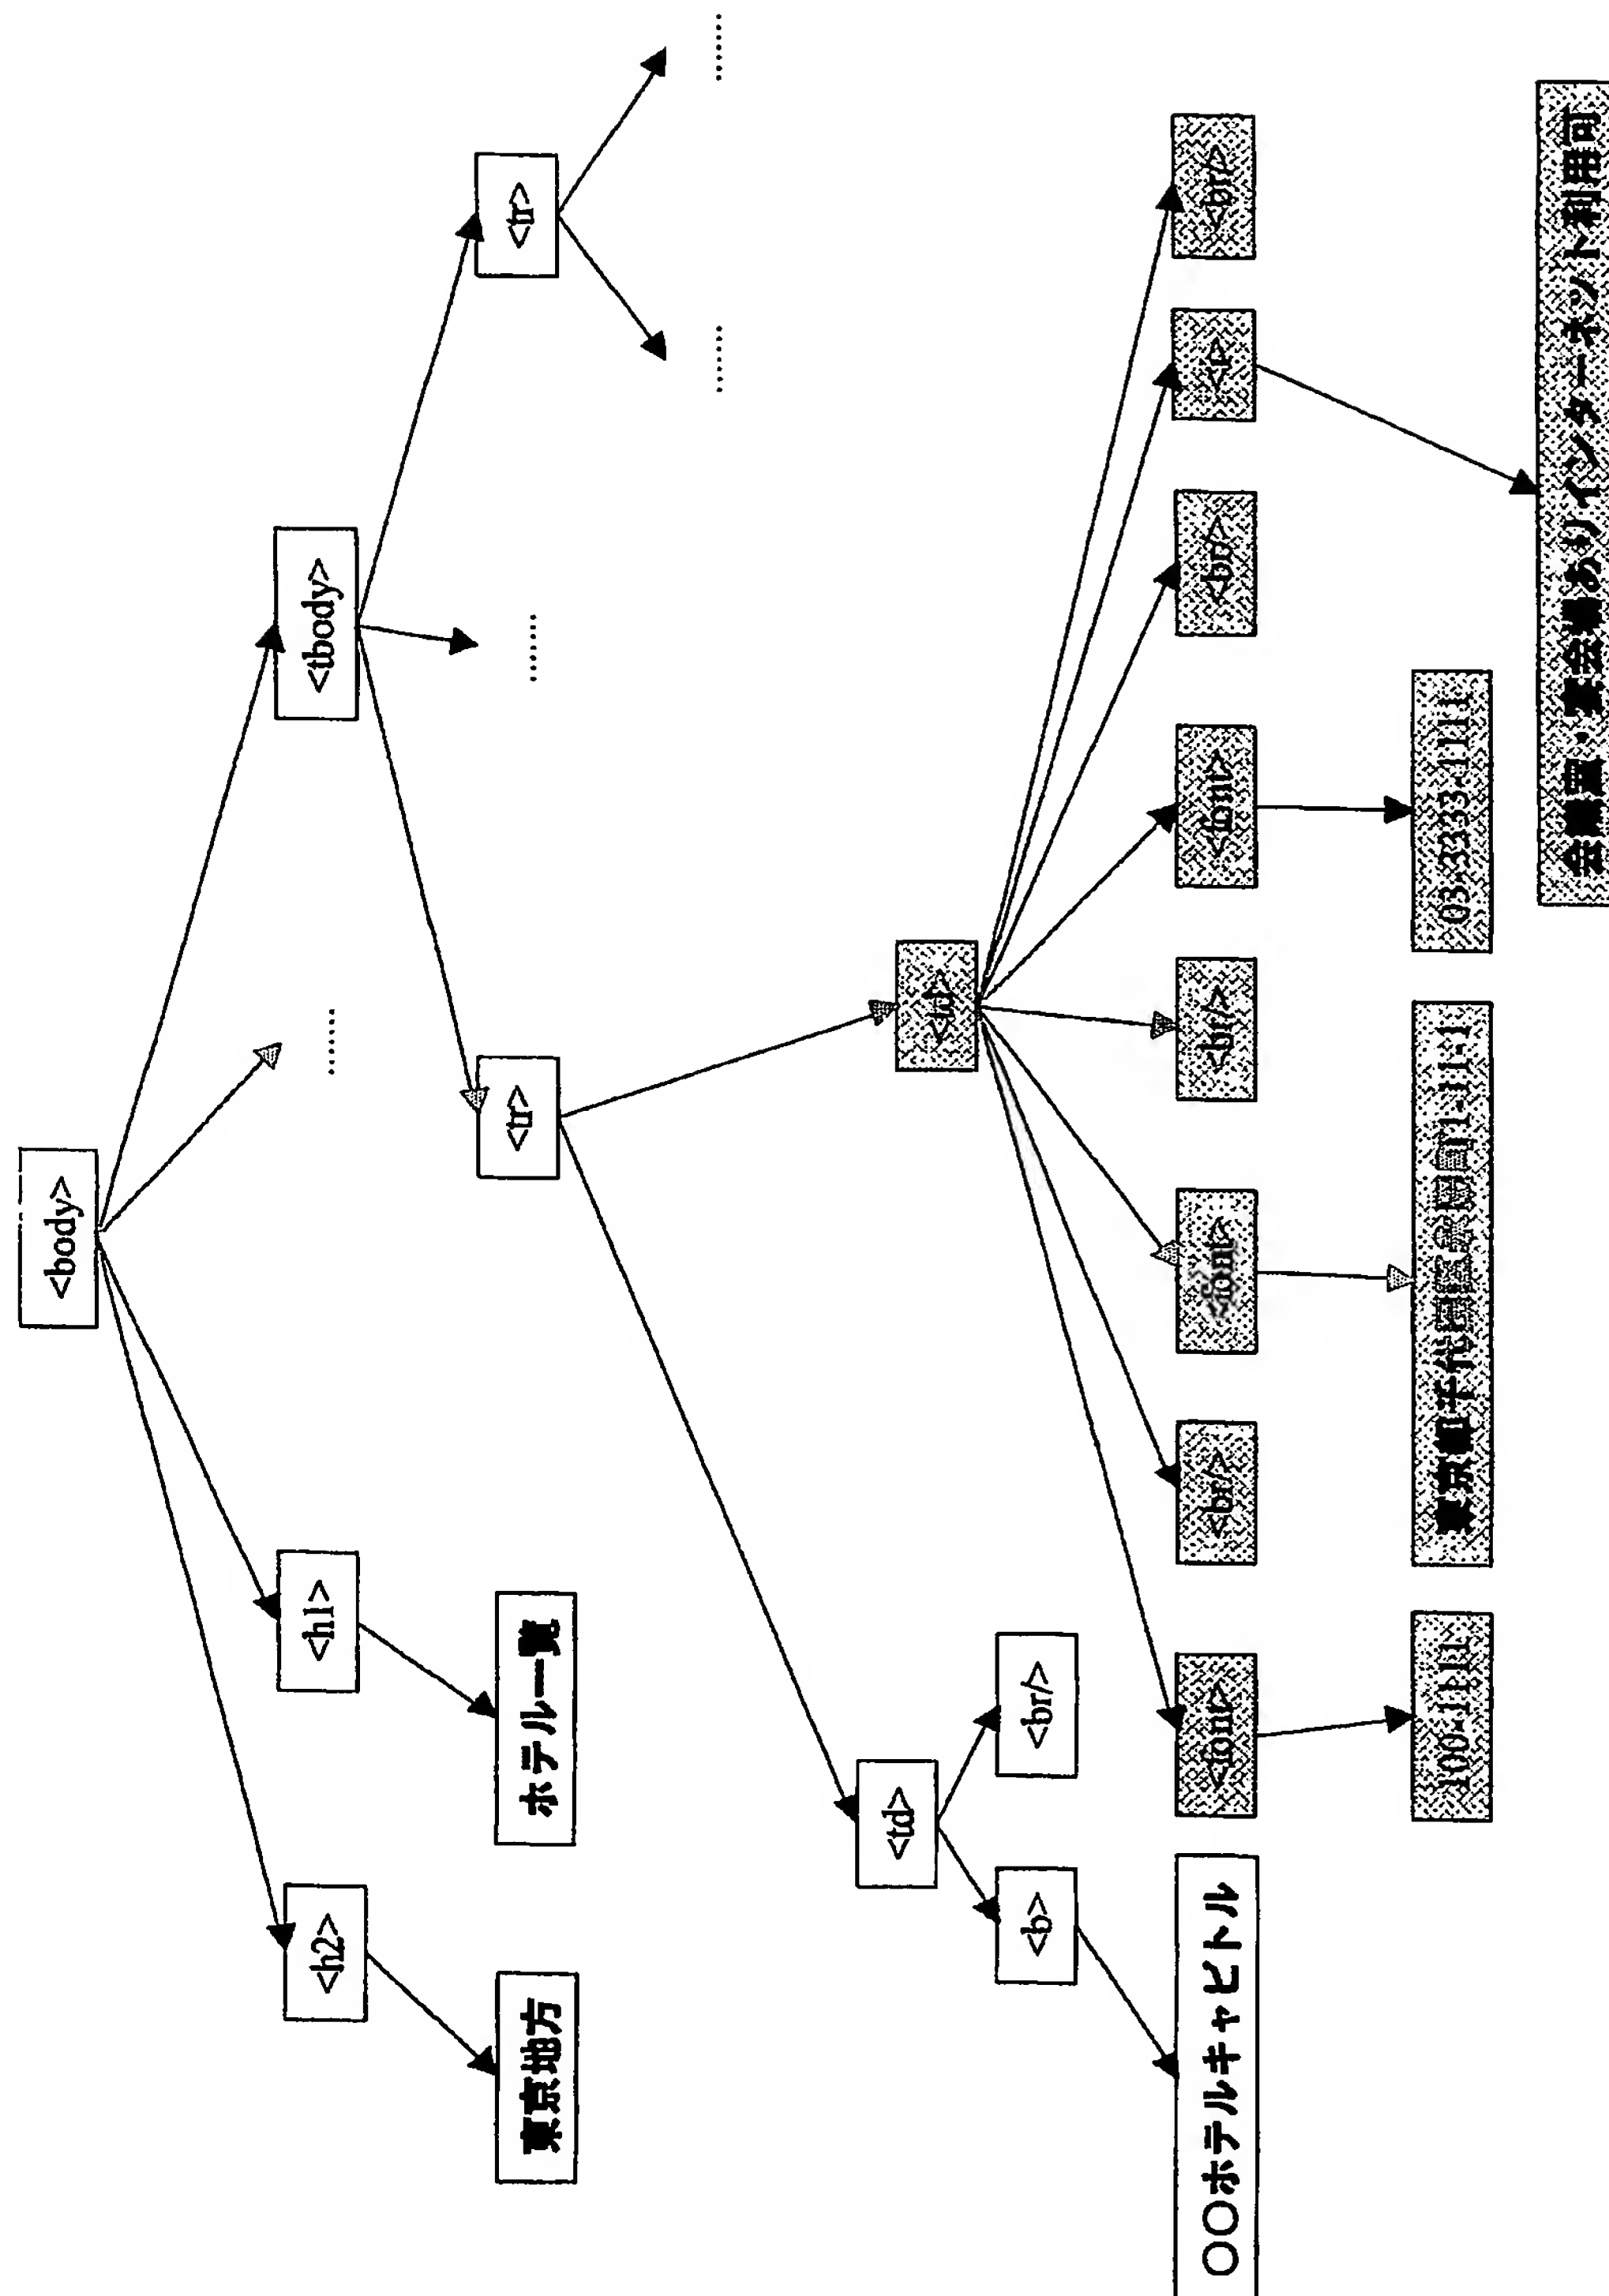 <body>
<h2>
<h1>
......
<tbody>
東京地方
ホテル一覧
<tr>
......
<tr>
......
......
<td>
<td>
<b>
<br/>
〇〇ホテルキャピトル
<font>
<br/>
<font>
<br/>
<font>
<br/>
<br/>
100-1111
東京都千代田区永田町1-11-1
03-3333-1111
会議室・宴会場ありインターネット利用可